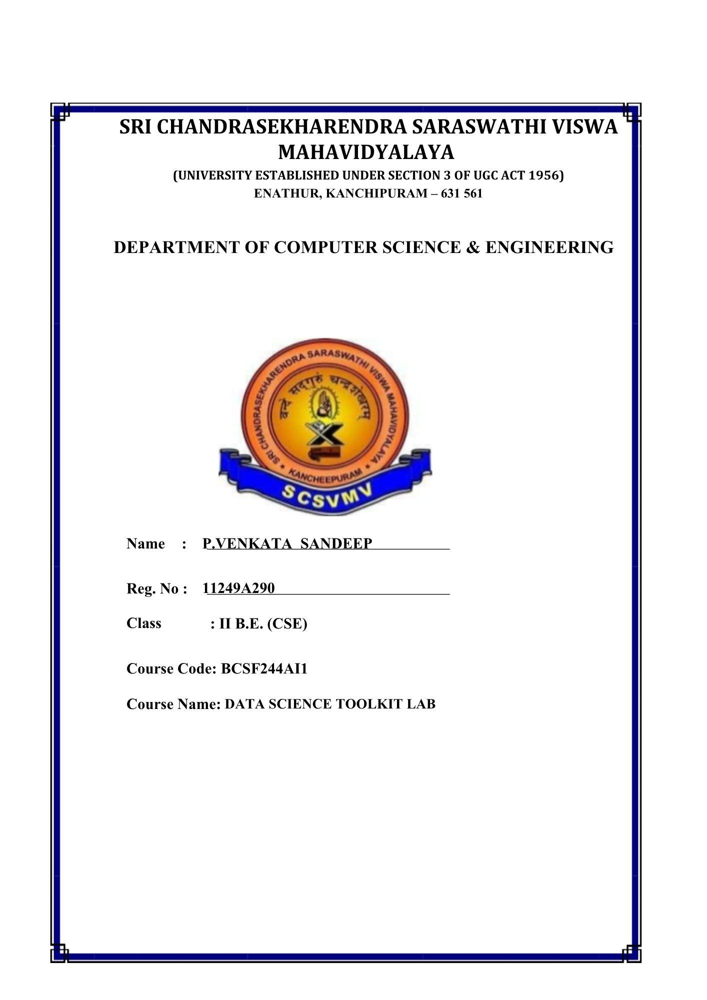 SRI CHANDRASEKHARENDRA SARASWATHI VISWA
MAHAVIDYALAYA
(UNIVERSITY ESTABLISHED UNDER SECTION 3 OF UGC ACT 1956)
ENATHUR, KANCHIPURAM – 631 561
DEPARTMENT OF COMPUTER SCIENCE & ENGINEERING
SRI CHANDRASEKHARENDRA SARASWATHI VISWA MAHAVIDYALAYA
वन्दे सद्गुरुं चन्द्रशेखरम्
★ KANCHEEPURAM ★
SCSVMV
Name : P.VENKATA SANDEEP
Reg. No : 11249A290
Class : II B.E. (CSE)
Course Code: BCSF244AI1
Course Name: DATA SCIENCE TOOLKIT LAB